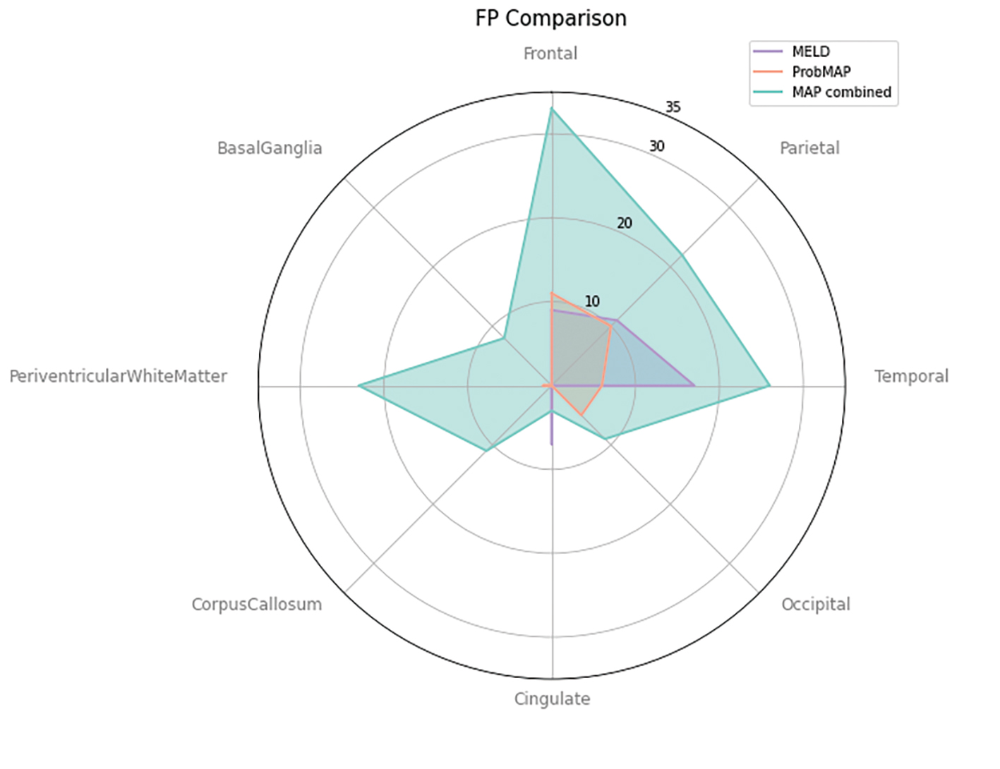 FP Comparison
Frontal
MELD
ProbMAP
MAP combined
35
30
BasalGanglia
Parietal
20
10
PeriventricularWhiteMatter
Temporal
CorpusCallosum
Occipital
Cingulate